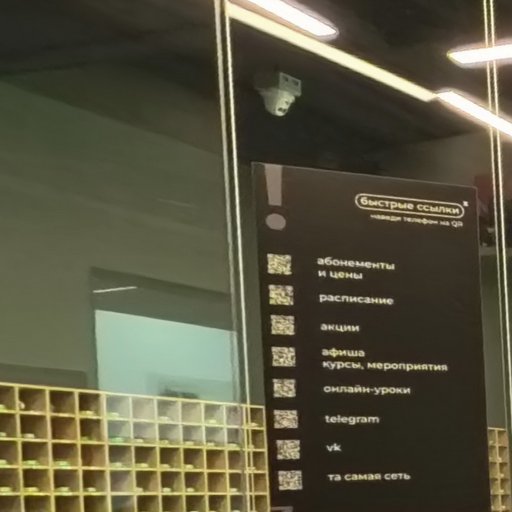 быстрые ссылки
наведи телефон на QR
абонементы
и цены
расписание
акции
афиша
курсы, мероприятия
онлайн-уроки
telegram
vk
та самая сеть